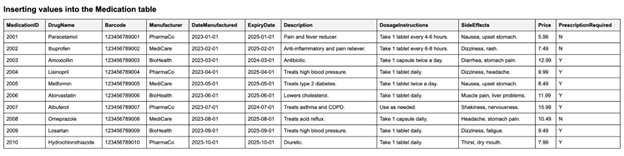 Inserting values into the Medication table
MedicationID DrugName Barcode Manufacturer DateManufactured ExpiryDate Description DosageInstructions SideEffects Price PrescriptionRequired
2001 Paracetamol 123456789001 PharmaCo 2023-01-01 2025-01-01 Pain and fever reducer. Take 1 tablet every 4-6 hours. Nausea, upset stomach. 5.99 N
2002 Ibuprofen 123456789002 MediCare 2023-02-01 2025-02-01 Anti-inflammatory and pain reliever. Take 1 tablet every 6-8 hours. Dizziness, rash. 7.49 N
2003 Amoxicillin 123456789003 BioHealth 2023-03-01 2024-03-01 Antibiotic. Take 1 capsule twice a day. Diarrhea, stomach pain. 12.99 Y
2004 Lisinopril 123456789004 PharmaCo 2023-04-01 2025-04-01 Treats high blood pressure. Take 1 tablet daily. Dizziness, headache. 9.99 Y
2005 Metformin 123456789005 MediCare 2023-05-01 2025-05-01 Treats type 2 diabetes. Take 1 tablet twice a day. Nausea, upset stomach. 8.49 Y
2006 Atorvastatin 123456789006 BioHealth 2023-06-01 2025-06-01 Lowers cholesterol. Take 1 tablet daily. Muscle pain, liver problems. 11.99 Y
2007 Albuterol 123456789007 PharmaCo 2023-07-01 2024-07-01 Treats asthma and COPD. Use as needed. Shakiness, nervousness. 15.99 Y
2008 Omeprazole 123456789008 MediCare 2023-08-01 2025-08-01 Treats acid reflux. Take 1 capsule daily. Headache, stomach pain. 10.49 N
2009 Losartan 123456789009 BioHealth 2023-09-01 2025-09-01 Treats high blood pressure. Take 1 tablet daily. Dizziness, fatigue. 9.49 Y
2010 Hydrochlorothiazide 123456789010 PharmaCo 2023-10-01 2025-10-01 Diuretic. Take 1 tablet daily. Thirst, dry mouth. 7.99 Y